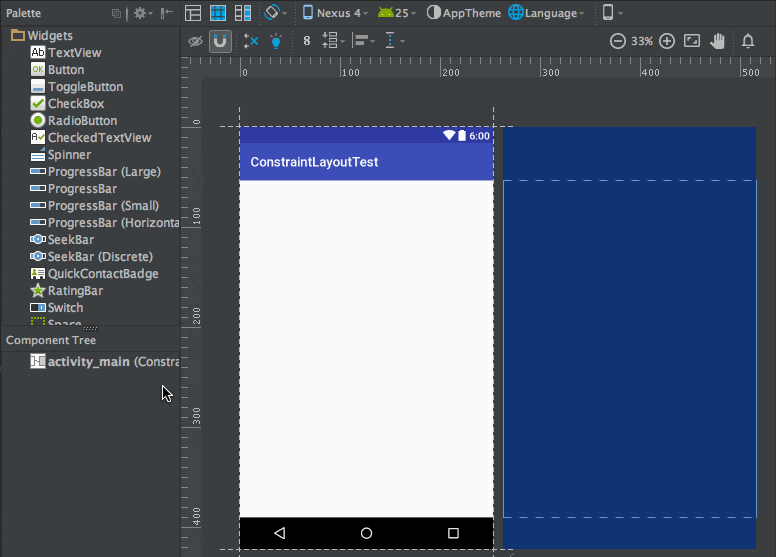 Palette
Nexus 4
25
AppTheme
Language
Widgets
8
33%
Ab TextView
OK Button
ToggleButton
CheckBox
RadioButton
CheckedTextView
Spinner
ProgressBar (Large)
ProgressBar
ProgressBar (Small)
ProgressBar (Horizonta
SeekBar
SeekBar (Discrete)
QuickContactBadge
RatingBar
Switch
Space
Component Tree
activity_main (Constra
0 100 200 300 400 500
0
100
200
300
400
6:00
ConstraintLayoutTest